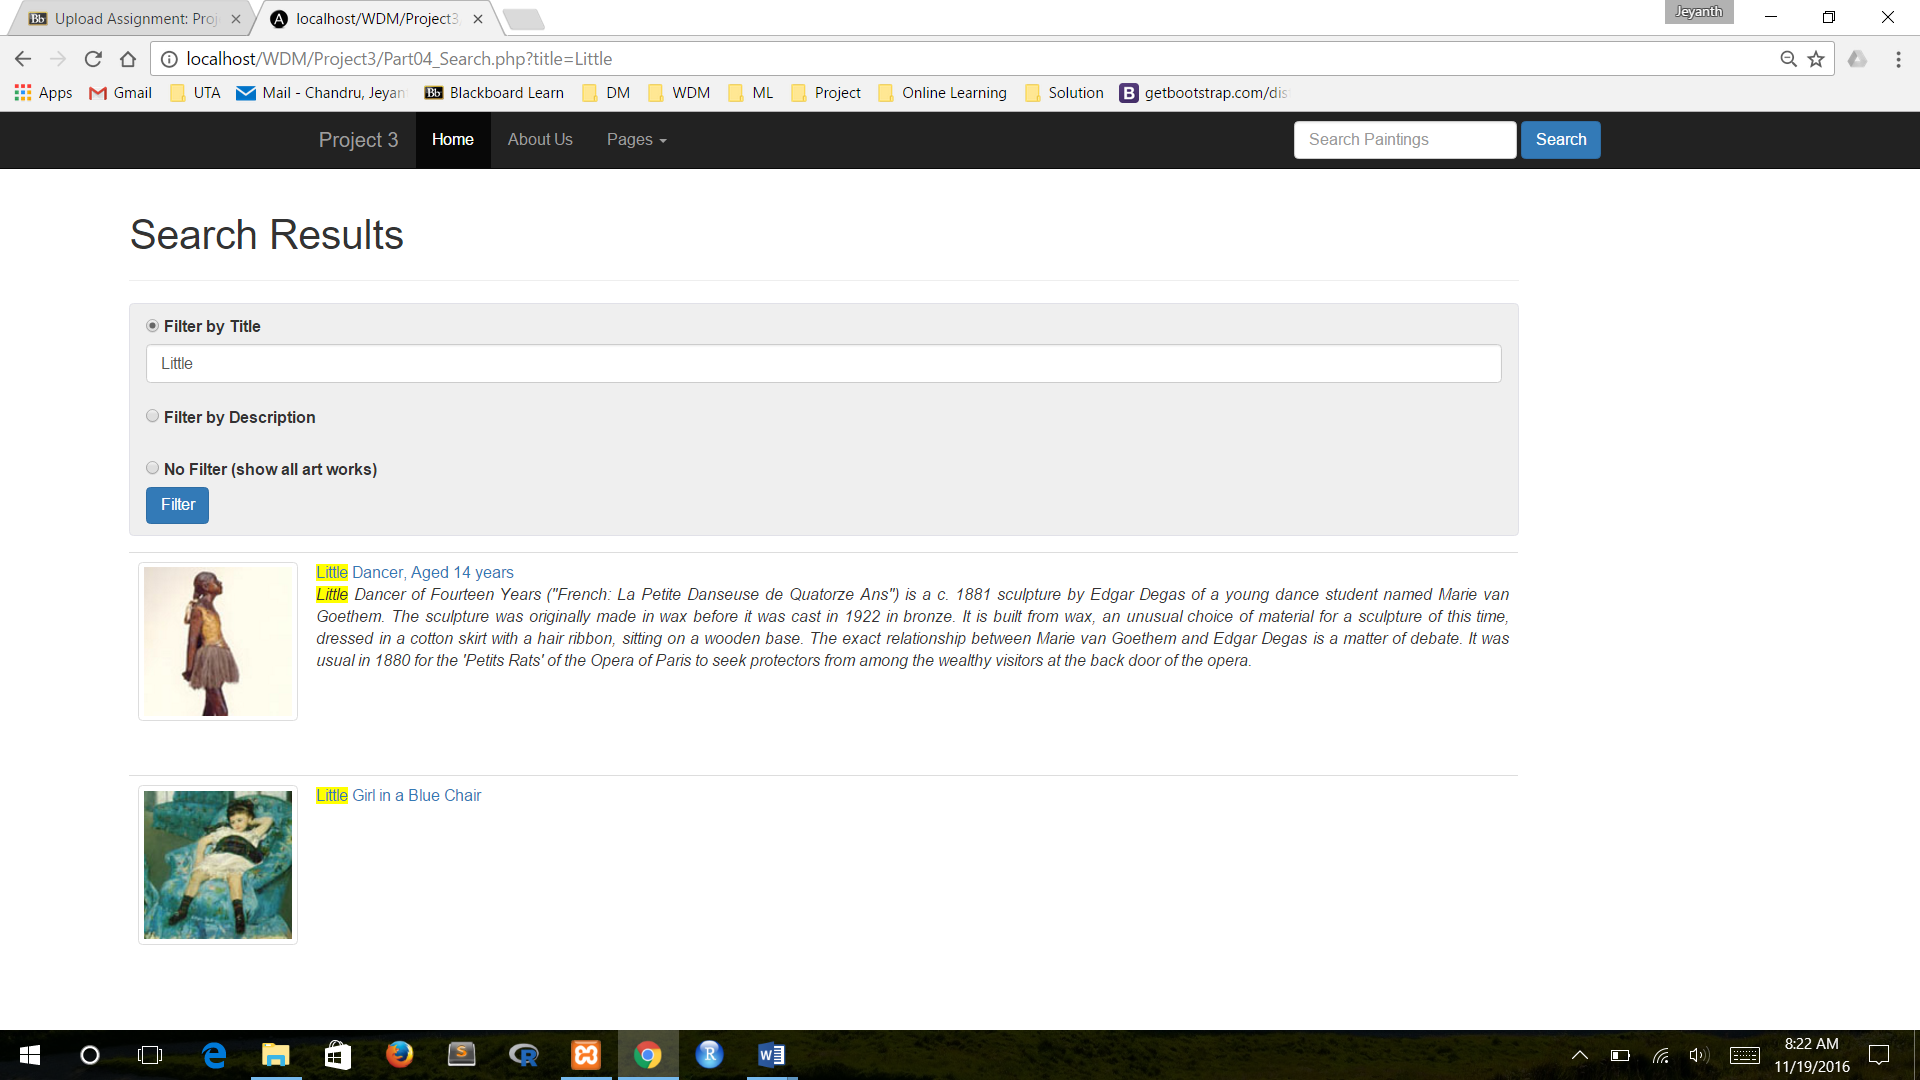 Upload Assignment: Proj
localhost/WDM/Project3
Jeyanth
localhost/WDM/Project3/Part04_Search.php?title=Little
Apps Gmail UTA Mail - Chandru, Jeyan Bb Blackboard Learn DM WDM ML Project Online Learning Solution B getbootstrap.com/dis
Project 3 Home About Us Pages Search Paintings Search
Search Results
Filter by Title
Little
Filter by Description
No Filter (show all art works)
Filter
Little Dancer, Aged 14 years
Little Dancer of Fourteen Years ("French: La Petite Danseuse de Quatorze Ans") is a c. 1881 sculpture by Edgar Degas of a young dance student named Marie van
Goethem. The sculpture was originally made in wax before it was cast in 1922 in bronze. It is built from wax, an unusual choice of material for a sculpture of this time,
dressed in a cotton skirt with a hair ribbon, sitting on a wooden base. The exact relationship between Marie van Goethem and Edgar Degas is a matter of debate. It was
usual in 1880 for the 'Petits Rats' of the Opera of Paris to seek protectors from among the wealthy visitors at the back door of the opera.
Little Girl in a Blue Chair
8:22 AM
11/19/2016